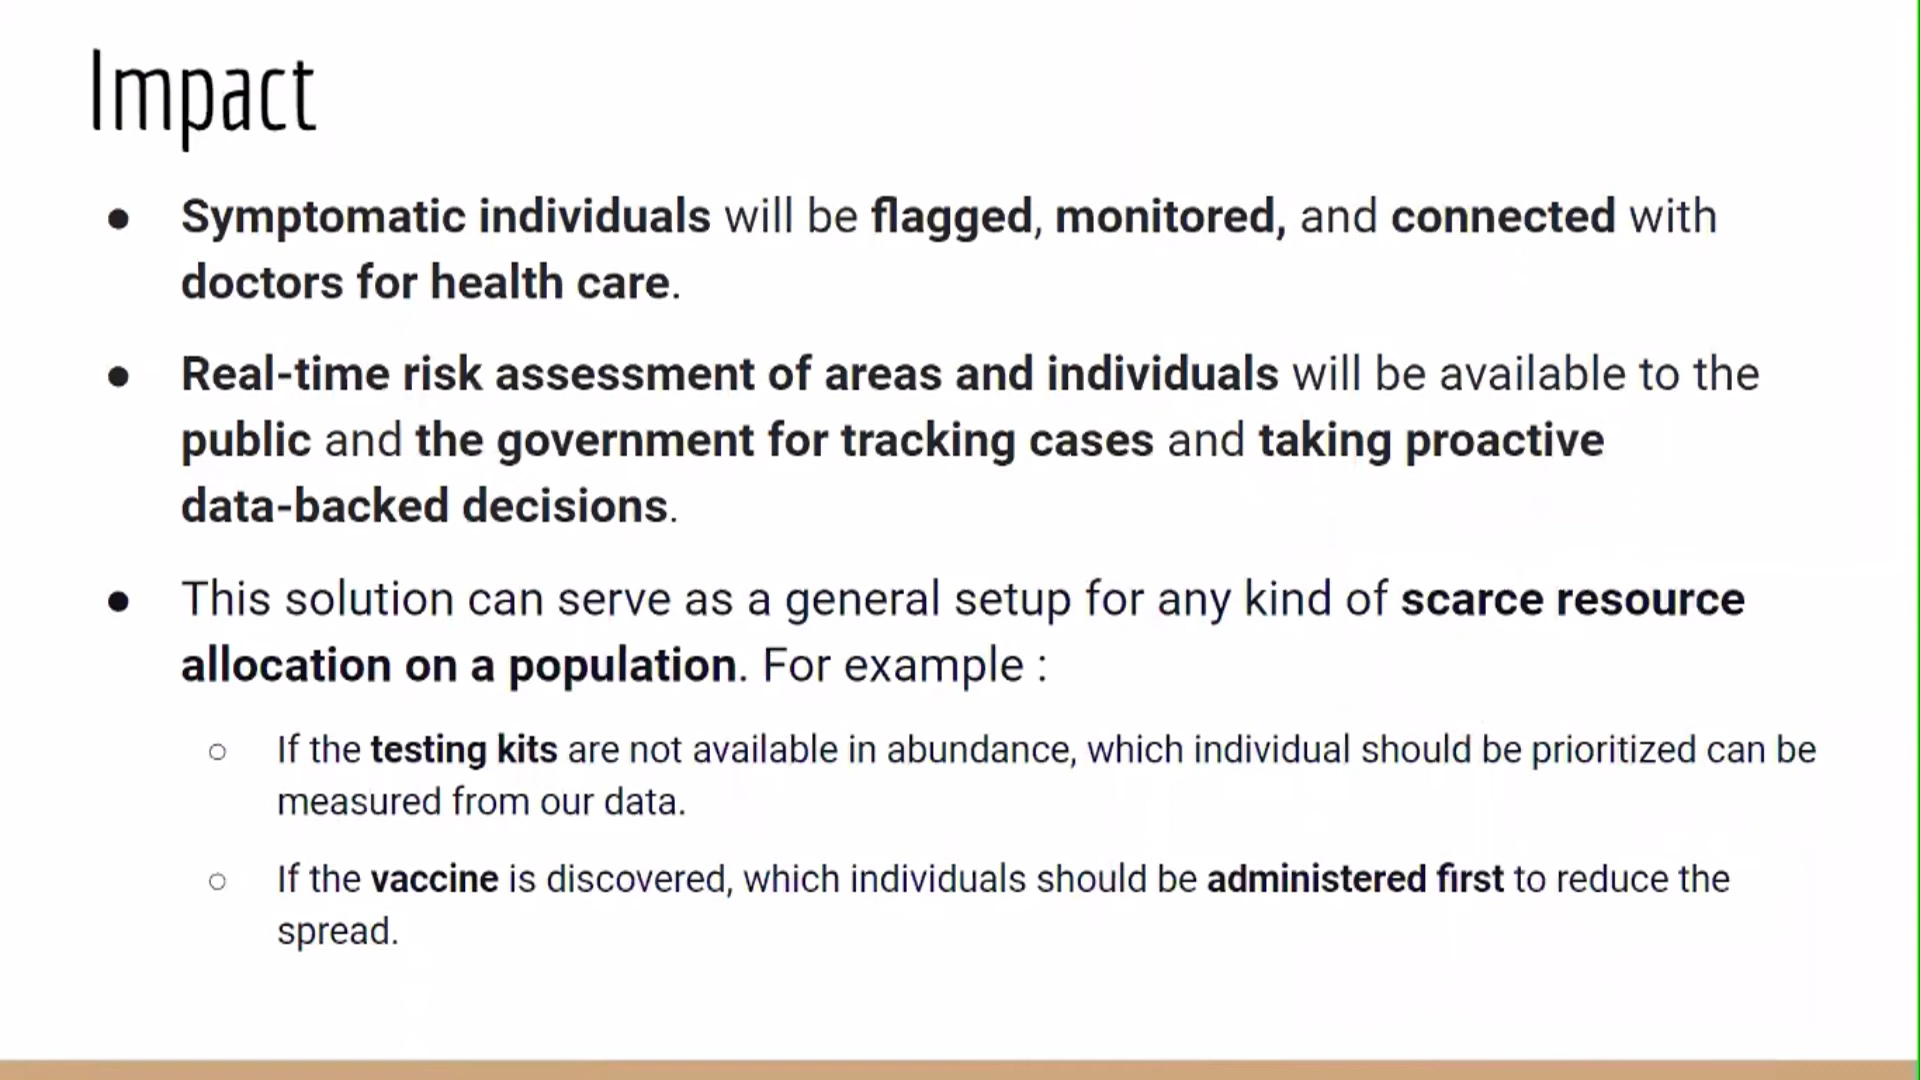 Impact
● Symptomatic individuals will be flagged, monitored, and connected with
doctors for health care.
● Real-time risk assessment of areas and individuals will be available to the
public and the government for tracking cases and taking proactive
data-backed decisions.
● This solution can serve as a general setup for any kind of scarce resource
allocation on a population. For example :
○ If the testing kits are not available in abundance, which individual should be prioritized can be
measured from our data.
○ If the vaccine is discovered, which individuals should be administered first to reduce the
spread.